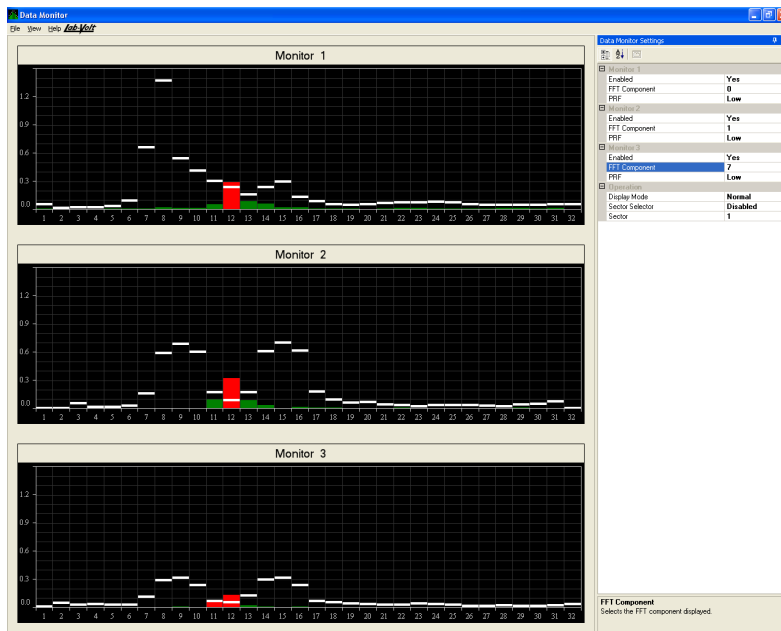 Data Monitor
File View Help Lab-Volt
Monitor 1
1.2
0.9
0.6
0.3
0.0
1 2 3 4 5 6 7 8 9 10 11 12 13 14 15 16 17 18 19 20 21 22 23 24 25 26 27 28 29 30 31 32
Monitor 2
1.2
0.9
0.6
0.3
0.0
1 2 3 4 5 6 7 8 9 10 11 12 13 14 15 16 17 18 19 20 21 22 23 24 25 26 27 28 29 30 31 32
Monitor 3
1.2
0.9
0.6
0.3
0.0
1 2 3 4 5 6 7 8 9 10 11 12 13 14 15 16 17 18 19 20 21 22 23 24 25 26 27 28 29 30 31 32
Data Monitor Settings
Monitor 1
Enabled Yes
FFT Component 0
PRF Low
Monitor 2
Enabled Yes
FFT Component 1
PRF Low
Monitor 3
Enabled Yes
FFT Component 7
PRF Low
Operation
Display Mode Normal
Sector Selector Disabled
Sector 1
FFT Component
Selects the FFT component displayed.